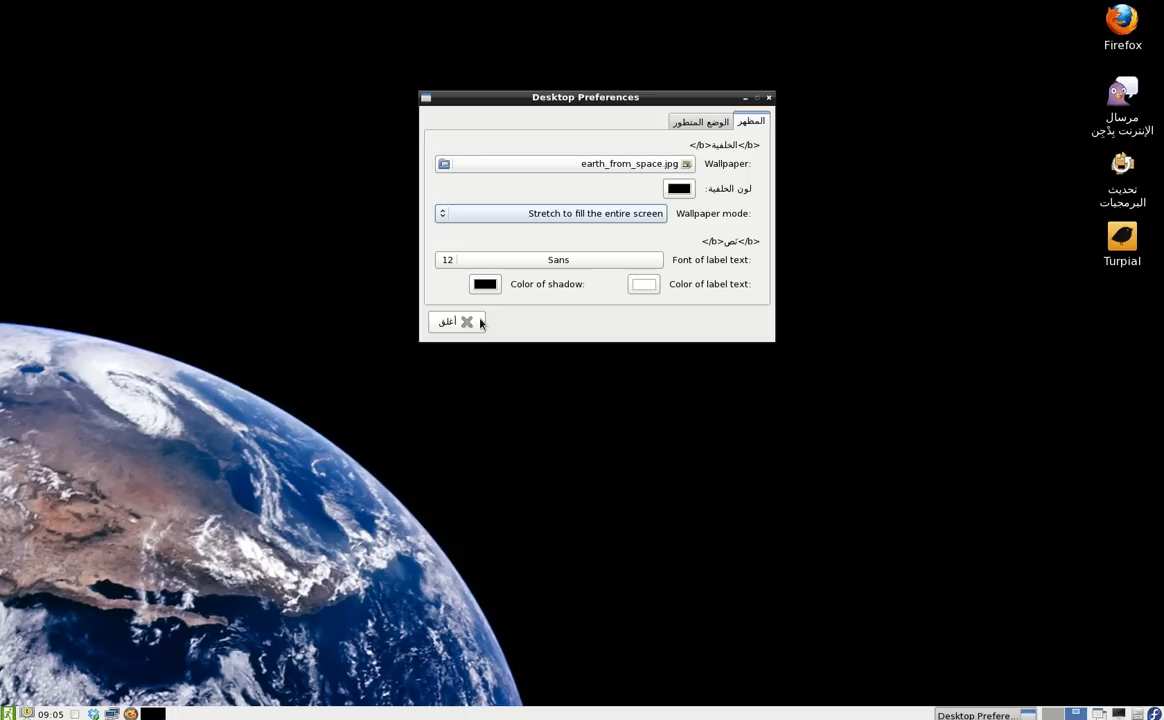 Firefox
مرسال
الإنترنت پدْجِن
تحديث
البرمجيات
Turpial
Desktop Preferences
المظهر
الوضع المتطور
</b>الخلفية</b>
Wallpaper:
earth_from_space.jpg
لون الخلفية:
Wallpaper mode:
Stretch to fill the entire screen
</b>نص</b>
Font of label text:
Sans
12
Color of label text:
Color of shadow:
أغلق
09:05
Desktop Prefere...